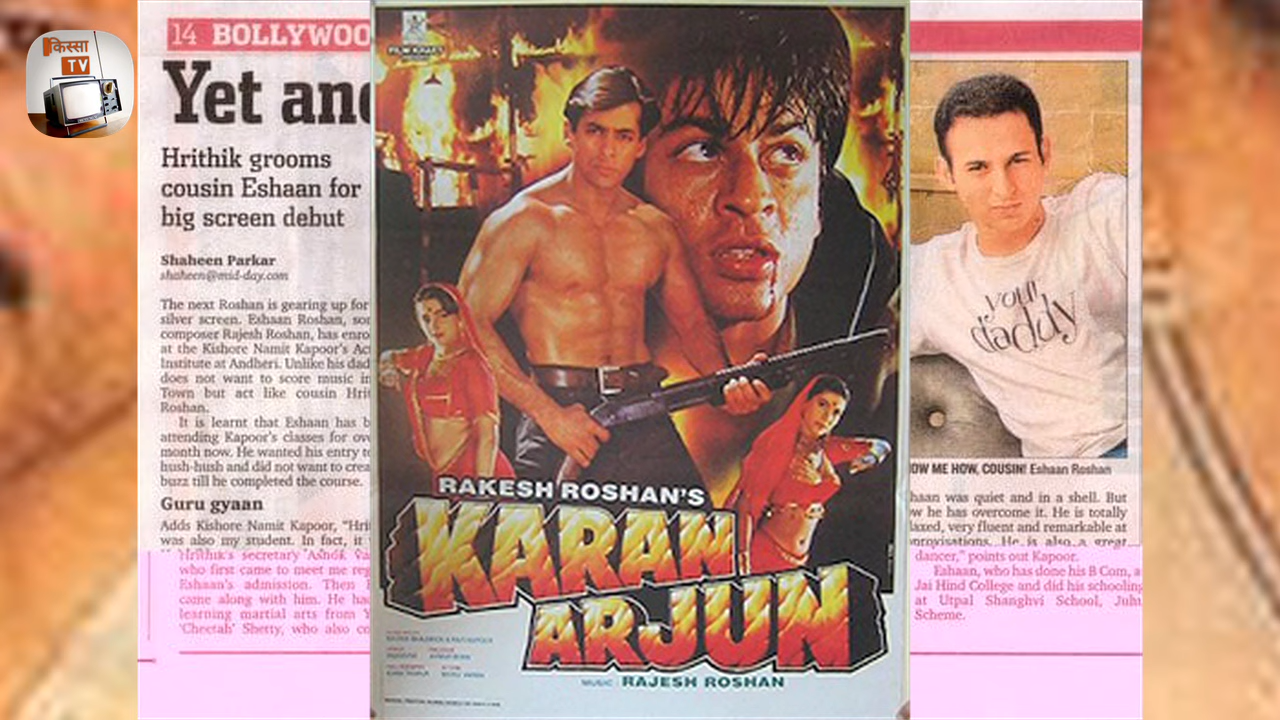 किस्सा
TV
14 BOLLYWOO
Yet and
Hrithik grooms
cousin Eshaan for
big screen debut
Shaheen Parkar
shaheen@mid-day.com
The next Roshan is gearing up for
silver screen. Eshaan Roshan, son
composer Rajesh Roshan, has enro
at the Kishore Namit Kapoor's Act
Institute at Andheri. Unlike his dad
does not want to score music in
Town but act like cousin Hrit
Roshan.
It is learnt that Eshaan has b
attending Kapoor's classes for ove
month now. He wanted his entry to
hush-hush and did not want to crea
buzz till he completed the course.
Guru gyaan
Adds Kishore Namit Kapoor, "Hri
was also my student. In fact, it
Hrithik's secretary
who first came to meet me reg
Eshaan's admission. Then
came along with him. He ha
learning martial arts from
'Cheetah' Shetty, who also co
FILM KRAFT
RAKESH ROSHAN'S
KARAN
ARJUN
MUSIC: RAJESH ROSHAN
your
daddy
OW ME HOW, COUSIN! Eshaan Roshan
haan was quiet and in a shell. But
w he has overcome it. He is totally
laxed, very fluent and remarkable at
mprovisations. He is also a great
dancer," points out Kapoor.
Eshaan, who has done his B Com, a
Jai Hind College and did his schooling
at Utpal Shanghvi School, Juhu
Scheme.